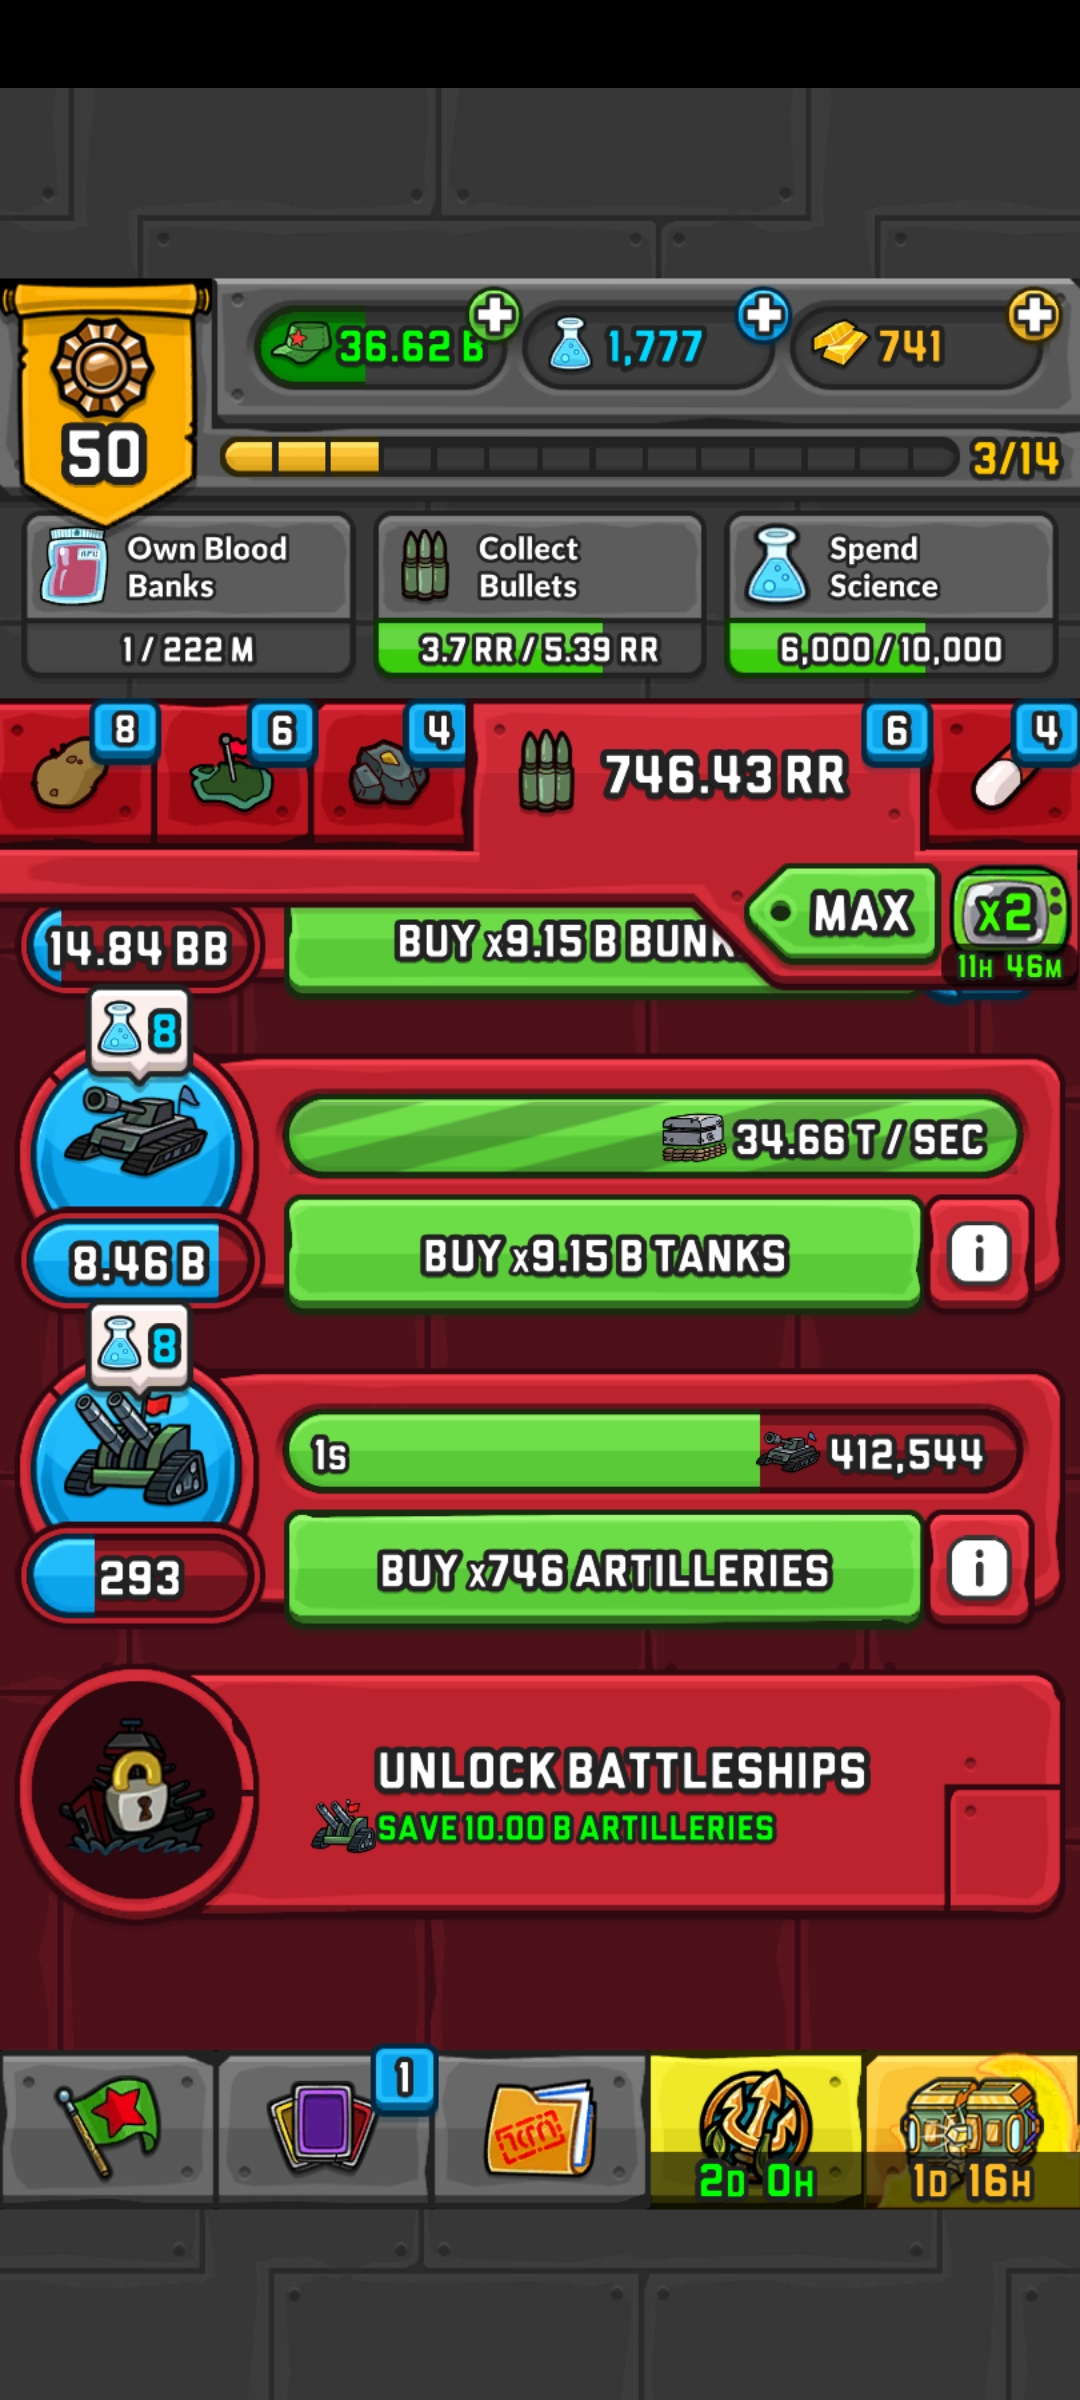 36.62 B
1,777
741
50
3/14
Own Blood
Banks
1 / 222 M
Collect
Bullets
3.7 RR / 5.39 RR
Spend
Science
6,000 / 10,000
8
6
4
746.43 RR
6
4
MAX
x2
11H 46M
14.84 BB
BUY x9.15 B
8
34.66 T / SEC
8.46 B
BUY x9.15 B TANKS
i
8
1s
412,544
293
BUY x746 ARTILLERIES
i
UNLOCK BATTLESHIPS
SAVE 10.00 B ARTILLERIES
1
2D 0H
1D 16H